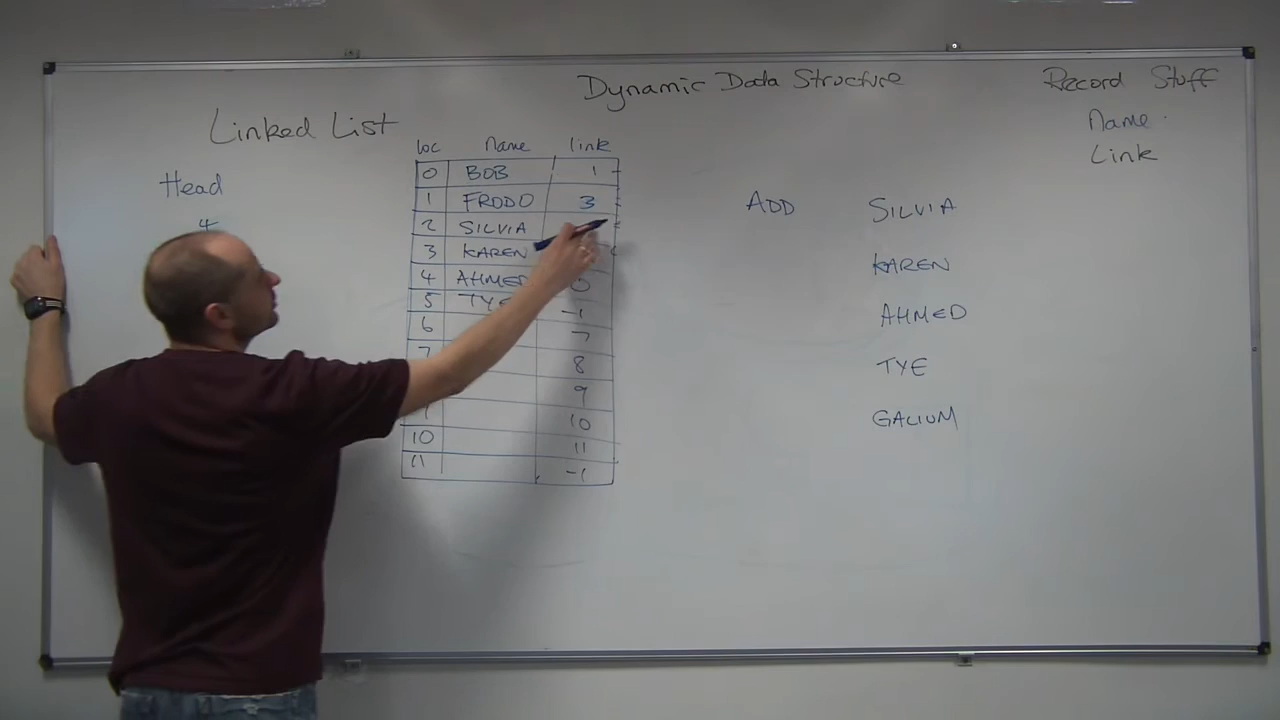 Dynamic Data Structure
Record Stuff
Linked List
Name
Link
Head
4
loc Name link
0 BOB 1
1 FRODO 3
2 SILVIA
3 KAREN
4 AHMED 0
5 TYE -1
6 7
7 8
9
10
10 11
11 -1
ADD SILVIA
KAREN
AHMED
TYE
GALIUM